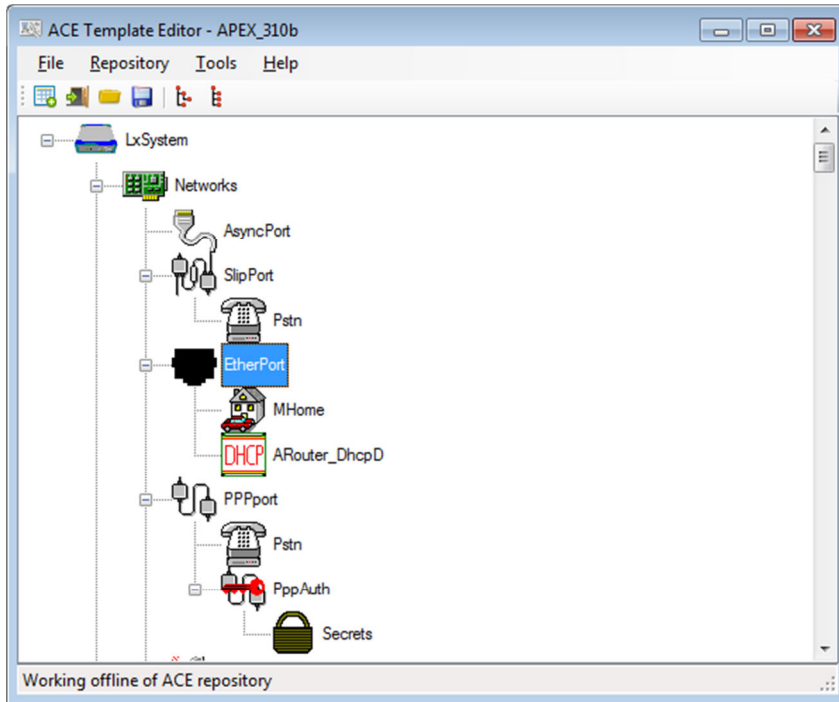 ACE Template Editor - APEX_310b
File Repository Tools Help
LxSystem
Networks
AsyncPort
SlipPort
Pstn
EtherPort
MHome
DHCP ARouter_DhcpD
PPPport
Pstn
PppAuth
Secrets
Working offline of ACE repository